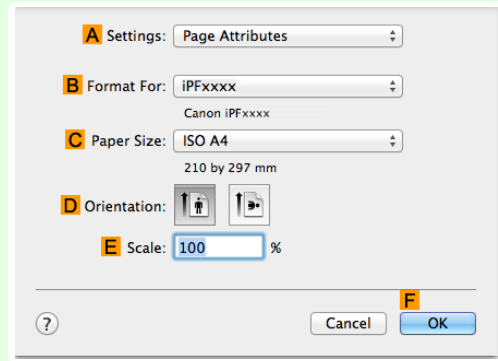 A Settings: Page Attributes
B Format For: iPFxxxx
Canon iPFxxxx
C Paper Size: ISO A4
210 by 297 mm
D Orientation:
E Scale: 100 %
F
? Cancel OK